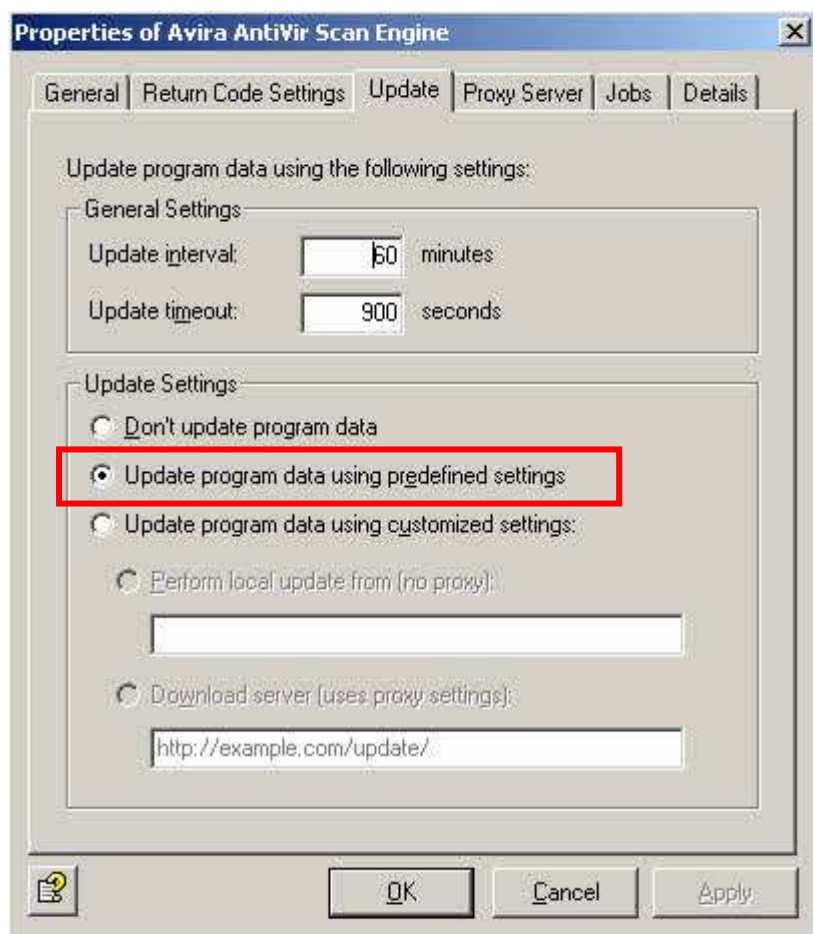 Properties of Avira AntiVir Scan Engine
General Return Code Settings Update Proxy Server Jobs Details
Update program data using the following settings:
General Settings
Update interval: 60 minutes
Update timeout: 900 seconds
Update Settings
Don't update program data
Update program data using predefined settings
Update program data using customized settings:
Perform local update from (no proxy):
Download server (uses proxy settings):
http://example.com/update/
OK Cancel Apply